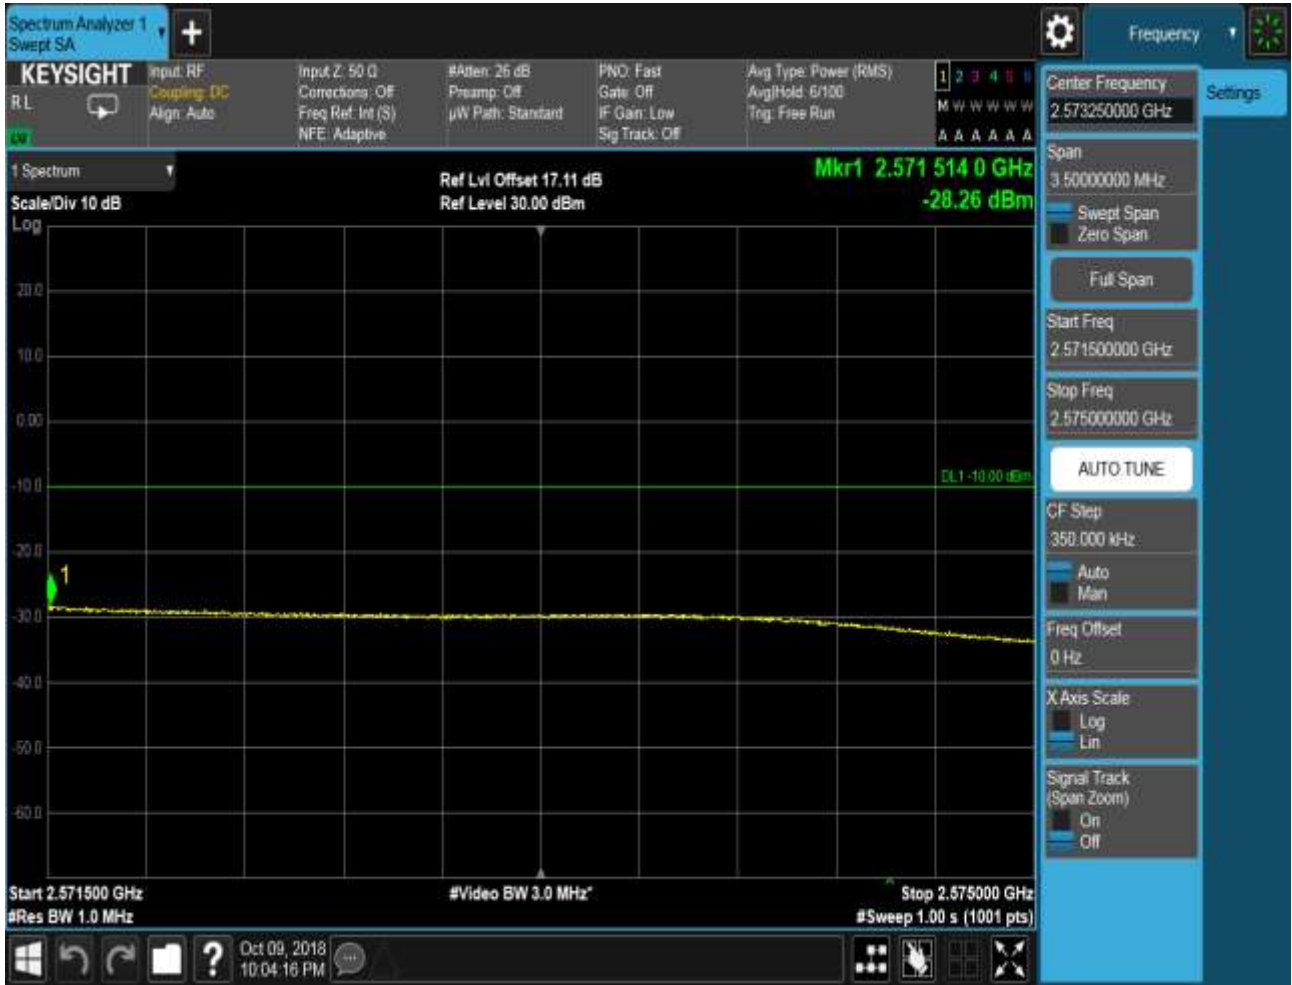 Spectrum Analyzer 1
Swept SA
+
Frequency
KEYSIGHT
Input: RF
Input Z: 50 Ω
#Atten: 26 dB
PNO: Fast
Avg Type: Power (RMS)
1 2 3 4 5 6
R L
Coupling: DC
Corrections: Off
Preamp: Off
Gate: Off
Avg|Hold: 6/100
M W W W W W
Align: Auto
Freq Ref: Int (S)
µW Path: Standard
IF Gain: Low
Trig: Free Run
NFE: Adaptive
Sig Track: Off
A A A A A A
1 Spectrum
Ref Lvl Offset 17.11 dB
Mkr1 2.571 514 0 GHz
Scale/Div 10 dB
Ref Level 30.00 dBm
-28.26 dBm
Log
20.0
10.0
0.00
DL1 -10.00 dBm
-10.0
-20.0
1
-30.0
-40.0
-50.0
-60.0
Start 2.571500 GHz
#Video BW 3.0 MHz*
Stop 2.575000 GHz
#Res BW 1.0 MHz
#Sweep 1.00 s (1001 pts)
?
Oct 09, 2018
10:04:16 PM
Center Frequency
2.573250000 GHz
Settings
Span
3.50000000 MHz
Swept Span
Zero Span
Full Span
Start Freq
2.571500000 GHz
Stop Freq
2.575000000 GHz
AUTO TUNE
CF Step
350.000 kHz
Auto
Man
Freq Offset
0 Hz
X Axis Scale
Log
Lin
Signal Track
(Span Zoom)
On
Off